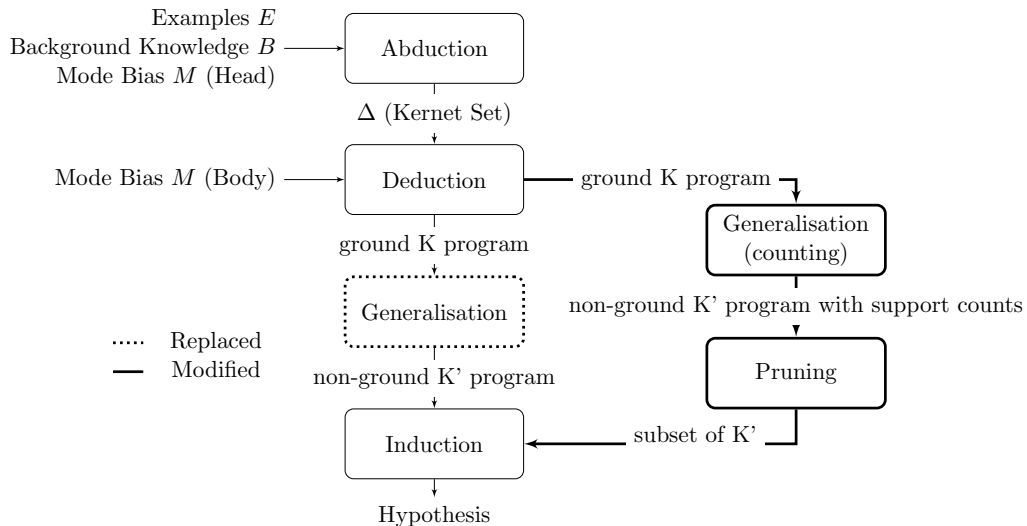 Examples E
Background Knowledge B
Mode Bias M (Head)
Abduction
Δ (Kernet Set)
Mode Bias M (Body)
Deduction
ground K program
ground K program
Generalisation
(counting)
Generalisation
non-ground K' program with support counts
Replaced
Modified
non-ground K' program
Pruning
Induction
subset of K'
Hypothesis